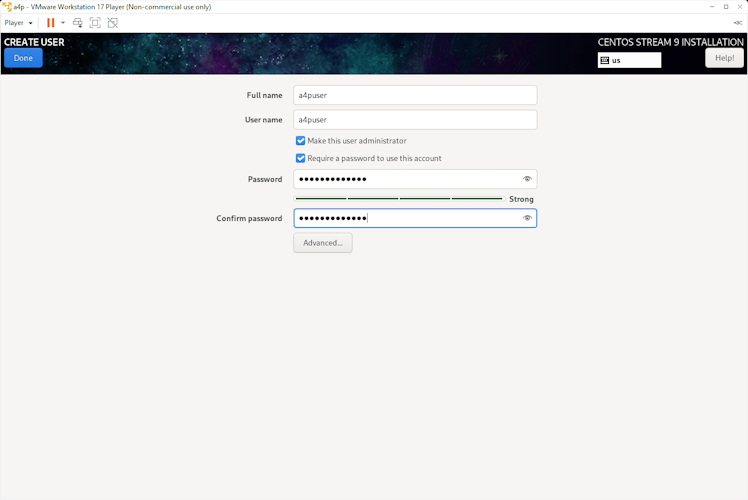 a4p - VMware Workstation 17 Player (Non-commercial use only)
Player
CREATE USER
CENTOS STREAM 9 INSTALLATION
Done
us
Help!
Full name
a4puser
User name
a4puser
Make this user administrator
Require a password to use this account
Password
●●●●●●●●●●●●●
Strong
Confirm password
●●●●●●●●●●●●●
Advanced...